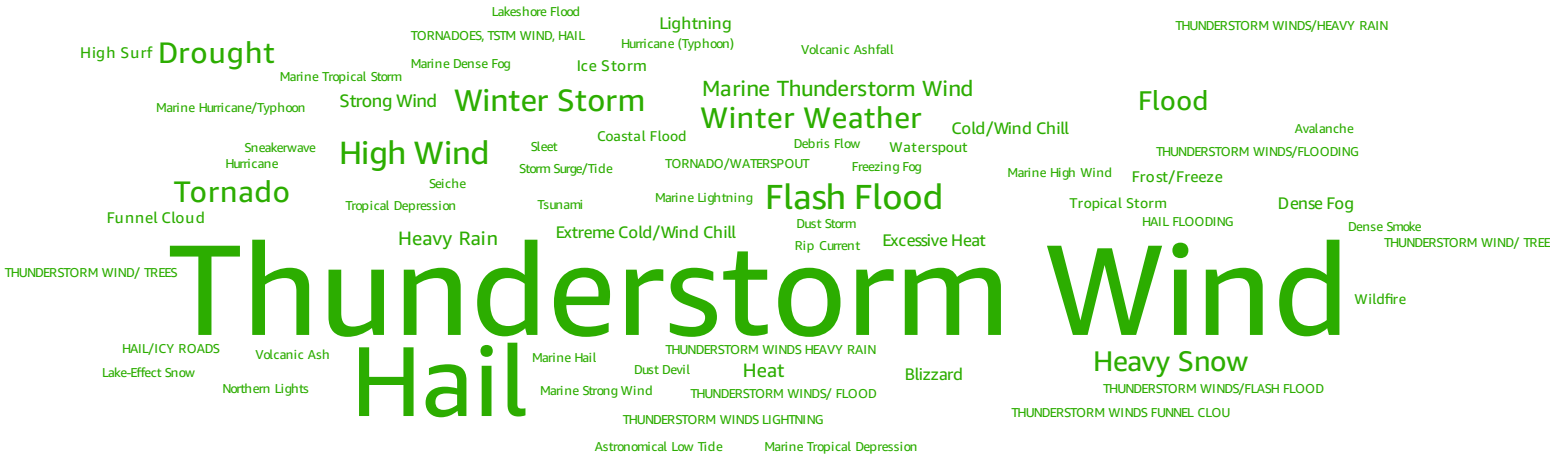 Lakeshore Flood
Lightning
THUNDERSTORM WINDS/HEAVY RAIN
TORNADOES, TSTM WIND, HAIL
Hurricane (Typhoon)
Volcanic Ashfall
High Surf
Drought
Marine Dense Fog
Ice Storm
Marine Tropical Storm
Marine Thunderstorm Wind
Strong Wind
Winter Storm
Flood
Marine Hurricane/Typhoon
Winter Weather
Cold/Wind Chill
Avalanche
Coastal Flood
Debris Flow
Waterspout
Sneakerwave
High Wind
Sleet
THUNDERSTORM WINDS/FLOODING
Hurricane
Storm Surge/Tide
TORNADO/WATERSPOUT
Freezing Fog
Marine High Wind
Frost/Freeze
Tornado
Seiche
Marine Lightning
Flash Flood
Tropical Depression
Tsunami
Tropical Storm
Dense Fog
Funnel Cloud
Dust Storm
HAIL FLOODING
Dense Smoke
Heavy Rain
Extreme Cold/Wind Chill
Rip Current
Excessive Heat
THUNDERSTORM WIND/ TREE
THUNDERSTORM WIND/ TREES
Thunderstorm Wind
Wildfire
HAIL/ICY ROADS
Volcanic Ash
Hail
Marine Hail
THUNDERSTORM WINDS HEAVY RAIN
Heavy Snow
Lake-Effect Snow
Dust Devil
Heat
Blizzard
Northern Lights
Marine Strong Wind
THUNDERSTORM WINDS/ FLOOD
THUNDERSTORM WINDS/FLASH FLOOD
THUNDERSTORM WINDS LIGHTNING
THUNDERSTORM WINDS FUNNEL CLOU
Astronomical Low Tide
Marine Tropical Depression